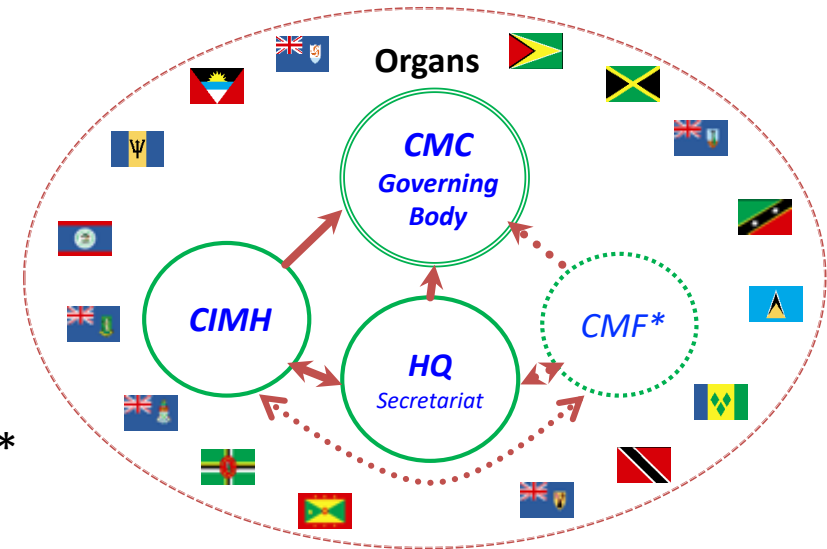 Organs
CMC
Governing
Body
CIMH
CMF*
HQ
Secretariat
*